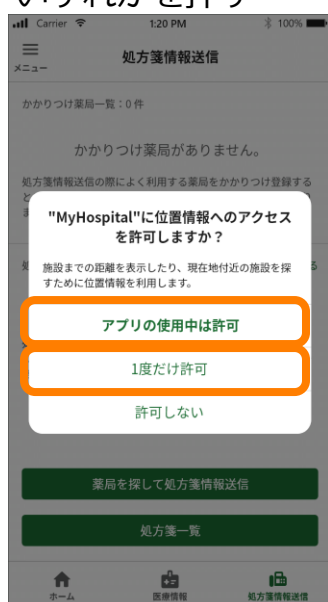 Carrier 1:20 PM 100%
メニュー
処方箋情報送信
かかりつけ薬局一覧：0 件
かかりつけ薬局がありません。
処方箋情報送信の際によく利用する薬局をかかりつけ登録する
"MyHospital"に位置情報へのアクセス
を許可しますか？
施設までの距離を表示したり、現在地付近の施設を探
すために位置情報を利用します。
アプリの使用中は許可
1度だけ許可
許可しない
薬局を探して処方箋情報送信
処方箋一覧
ホーム 医療情報 処方箋情報送信